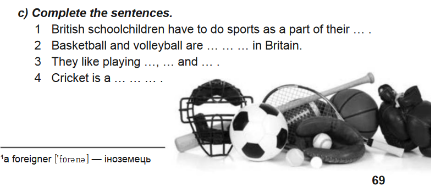 c) Complete the sentences.
1 British schoolchildren have to do sports as a part of their ... .
2 Basketball and volleyball are ... ... ... in Britain.
3 They like playing ..., ... and ... .
4 Cricket is a ... ... ... .
¹a foreigner [ˈfɒrənə] — іноземець
69